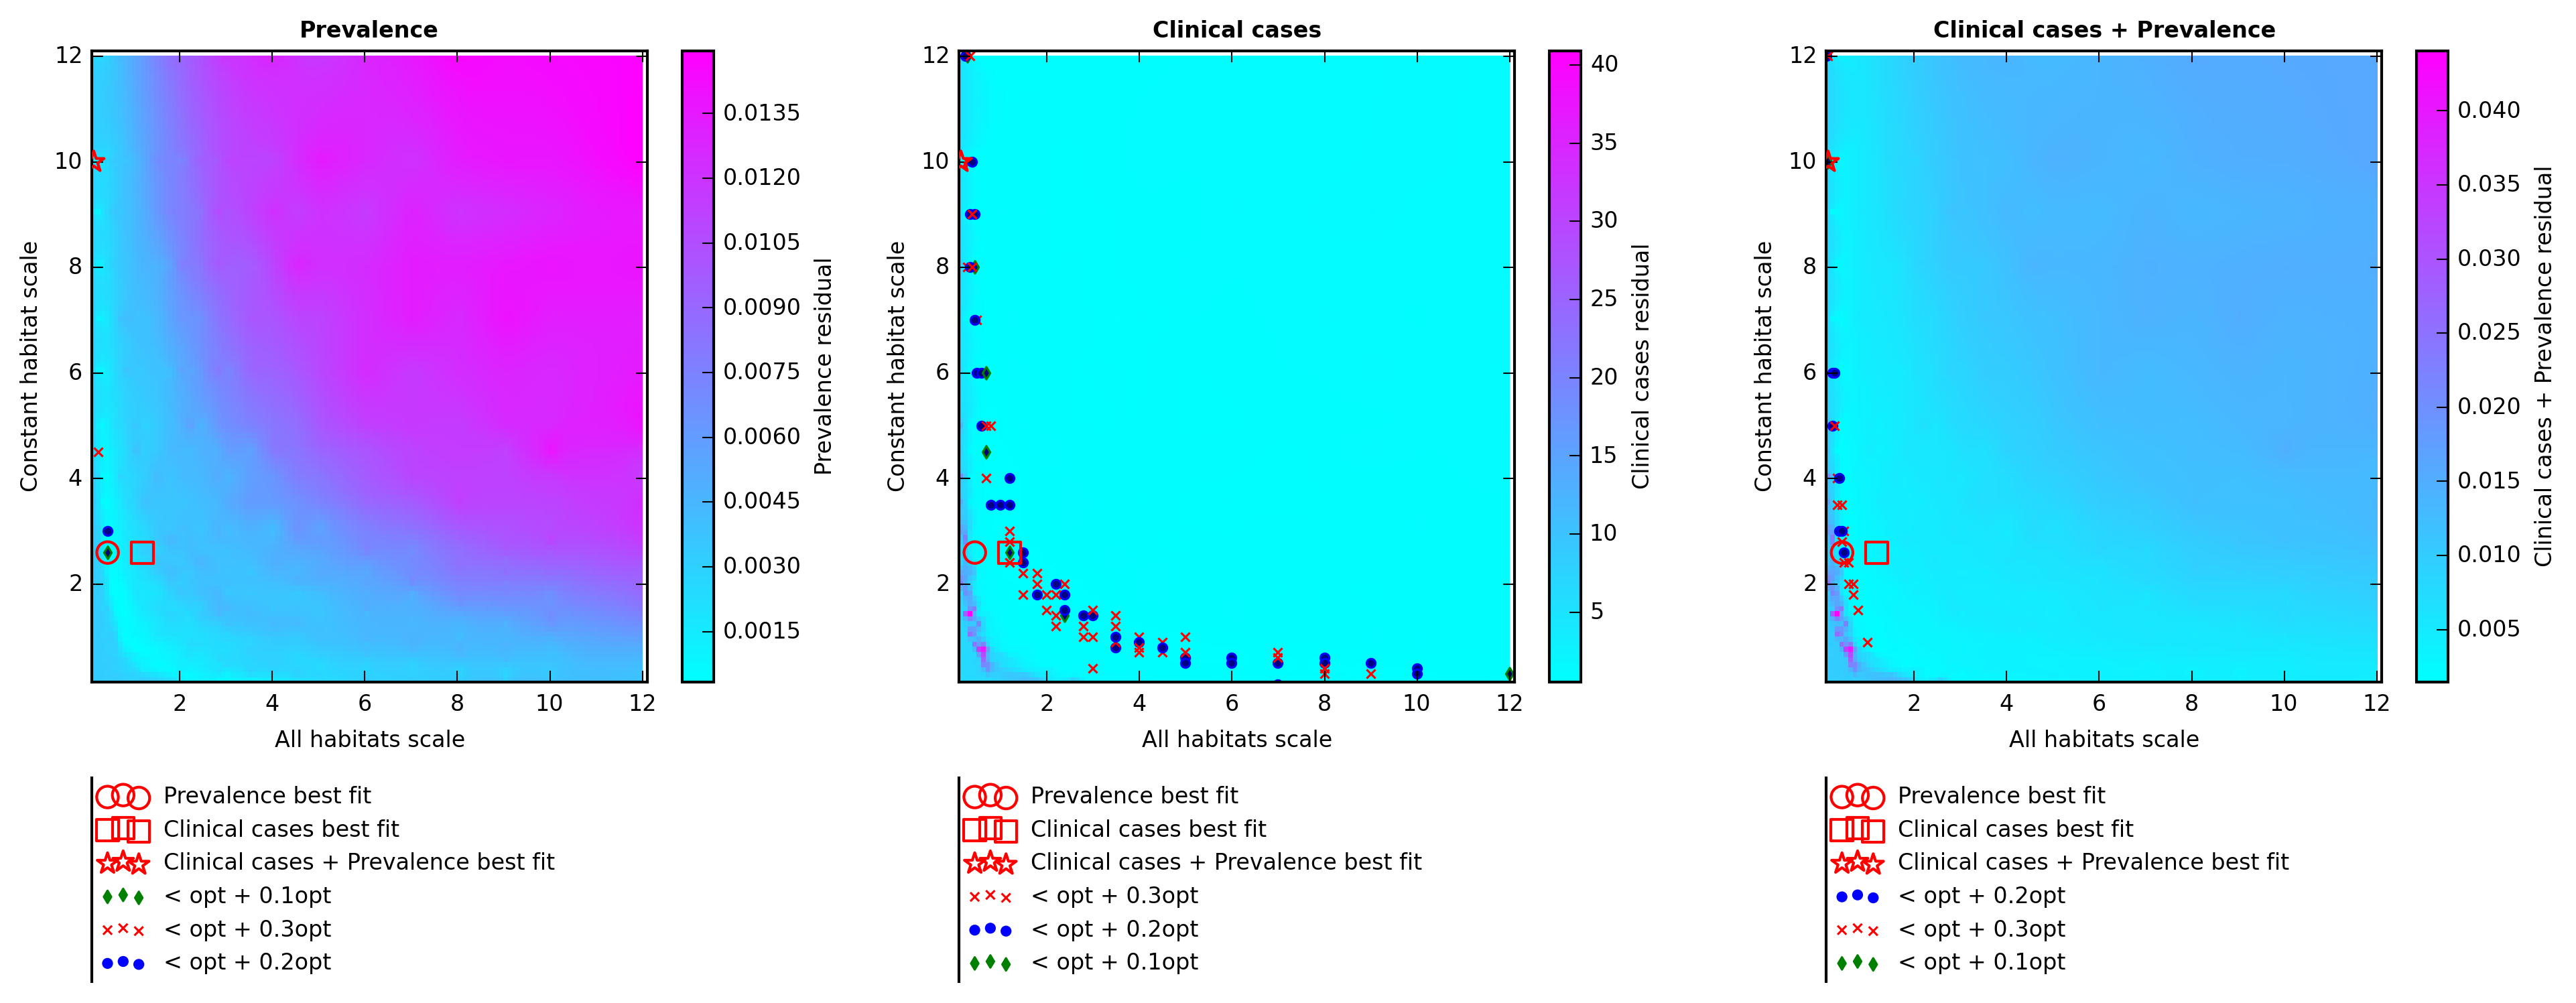 Prevalence
12
10
8
6
4
2
Constant habitat scale
2 4 6 8 10 12
All habitats scale
0.0135
0.0120
0.0105
0.0090
0.0075
0.0060
0.0045
0.0030
0.0015
Prevalence residual
Prevalence best fit
Clinical cases best fit
Clinical cases + Prevalence best fit
< opt + 0.1opt
< opt + 0.3opt
< opt + 0.2opt
Clinical cases
12
10
8
6
4
2
Constant habitat scale
2 4 6 8 10 12
All habitats scale
40
35
30
25
20
15
10
5
Clinical cases residual
Prevalence best fit
Clinical cases best fit
Clinical cases + Prevalence best fit
< opt + 0.3opt
< opt + 0.2opt
< opt + 0.1opt
Clinical cases + Prevalence
12
10
8
6
4
2
Constant habitat scale
2 4 6 8 10 12
All habitats scale
0.040
0.035
0.030
0.025
0.020
0.015
0.010
0.005
Clinical cases + Prevalence residual
Prevalence best fit
Clinical cases best fit
Clinical cases + Prevalence best fit
< opt + 0.2opt
< opt + 0.3opt
< opt + 0.1opt